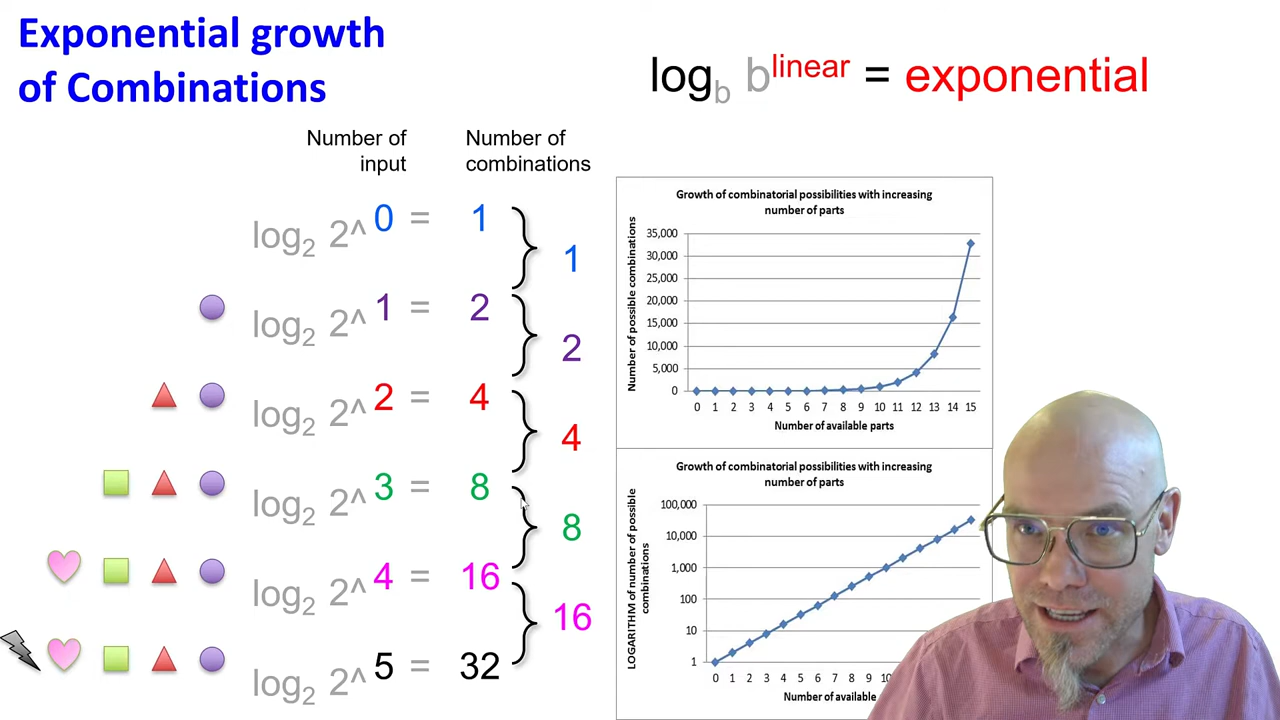 Exponential growth
of Combinations
log_b b^linear = exponential
Number of
input
Number of
combinations
log₂ 2^ 0 = 1
1
log₂ 2^ 1 = 2
2
log₂ 2^ 2 = 4
4
log₂ 2^ 3 = 8
8
log₂ 2^ 4 = 16
16
log₂ 2^ 5 = 32
Growth of combinatorial possibilities with increasing
number of parts
Number of possible combinations
35,000
30,000
25,000
20,000
15,000
10,000
5,000
0
0 1 2 3 4 5 6 7 8 9 10 11 12 13 14 15
Number of available parts
Growth of combinatorial possibilities with increasing
number of parts
LOGARITHM of number of possible
combinations
100,000
10,000
1,000
100
10
1
0 1 2 3 4 5 6 7 8 9
Number of available